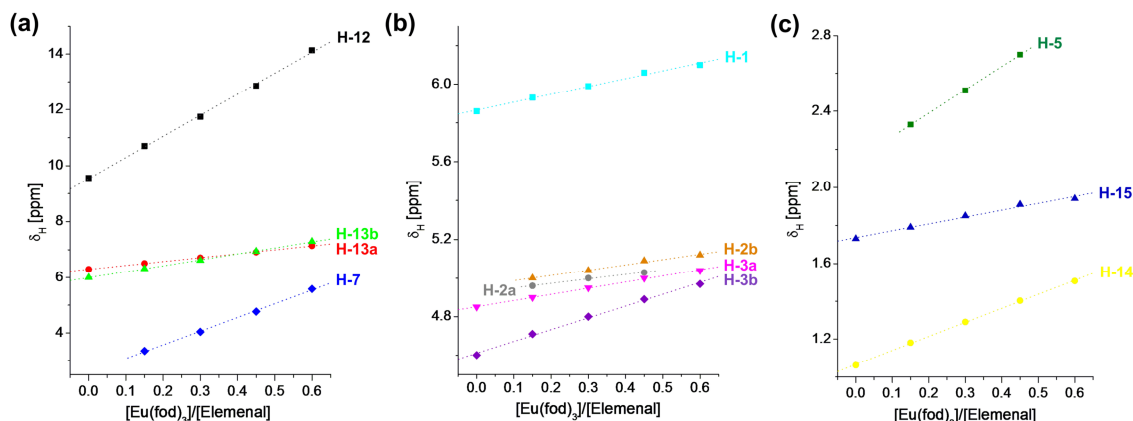 (a)
14
12
10
8
6
4
δH [ppm]
H-12
H-13b
H-13a
H-7
0.0 0.1 0.2 0.3 0.4 0.5 0.6
[Eu(fod)3]/[Elemenal]
(b)
6.0
5.6
5.2
4.8
δH [ppm]
H-1
H-2b
H-3a
H-2a
H-3b
0.0 0.1 0.2 0.3 0.4 0.5 0.6
[Eu(fod)3]/[Elemenal]
(c)
2.8
2.4
2.0
1.6
1.2
δH [ppm]
H-5
H-15
H-14
0.0 0.1 0.2 0.3 0.4 0.5 0.6
[Eu(fod)3]/[Elemenal]